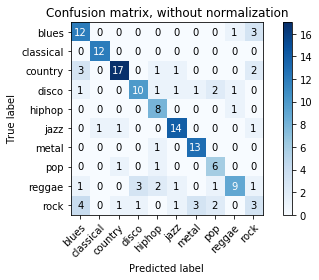 Confusion matrix, without normalization
True label
blues 12 0 0 0 0 0 0 0 1 3
classical 0 12 0 0 0 0 0 0 0 0
country 3 0 17 0 1 1 0 0 0 2
disco 1 0 0 10 1 1 1 2 1 0
hiphop 0 0 0 0 8 0 0 0 1 0
jazz 0 1 1 0 0 14 0 0 0 1
metal 0 0 0 0 1 0 13 0 0 0
pop 0 0 1 0 1 0 0 6 0 0
reggae 1 0 0 3 2 1 0 1 9 1
rock 4 0 1 1 0 1 3 2 0 3
blues classical country disco hiphop jazz metal pop reggae rock
Predicted label
16
14
12
10
8
6
4
2
0